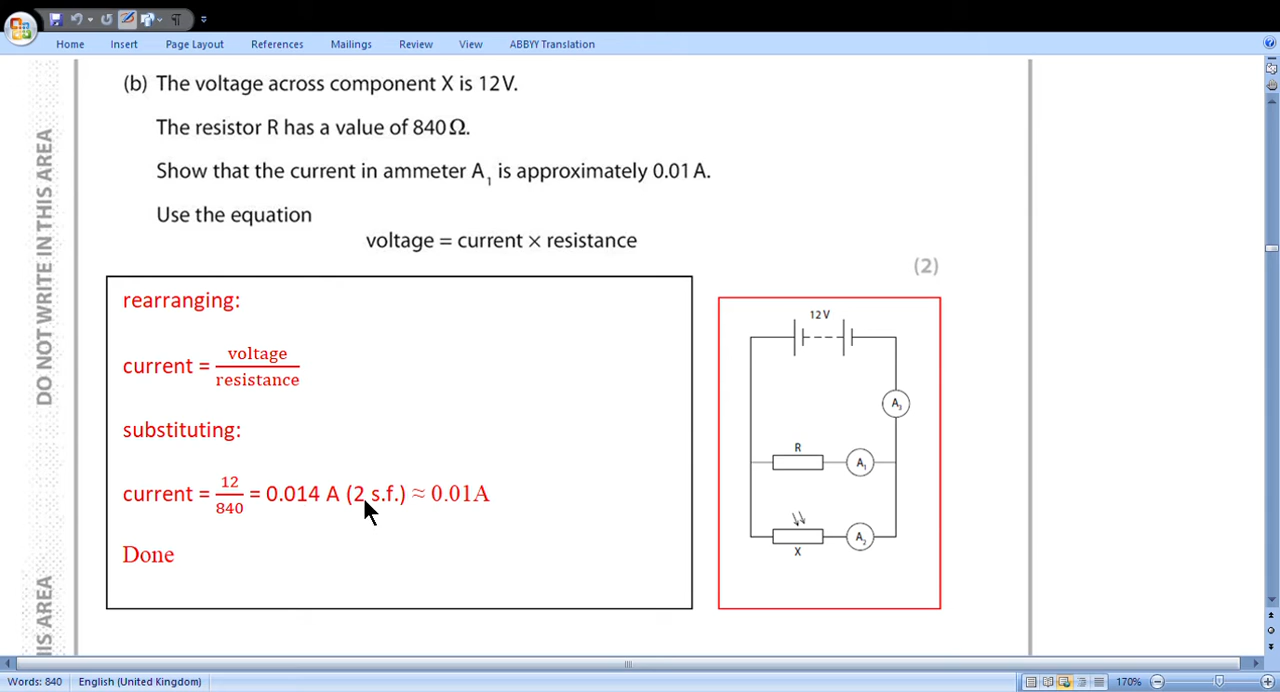 Home Insert Page Layout References Mailings Review View ABBYY Translation
(b) The voltage across component X is 12 V.
The resistor R has a value of 840 Ω.
Show that the current in ammeter A₁ is approximately 0.01 A.
Use the equation
voltage = current × resistance
(2)
DO NOT WRITE IN THIS AREA
rearranging:
current = voltage/resistance
substituting:
current = 12/840 = 0.014 A (2 s.f.) ≈ 0.01A
Done
12 V
A₃
R
A₁
X
A₂
IS AREA
Words: 840 English (United Kingdom) 170%